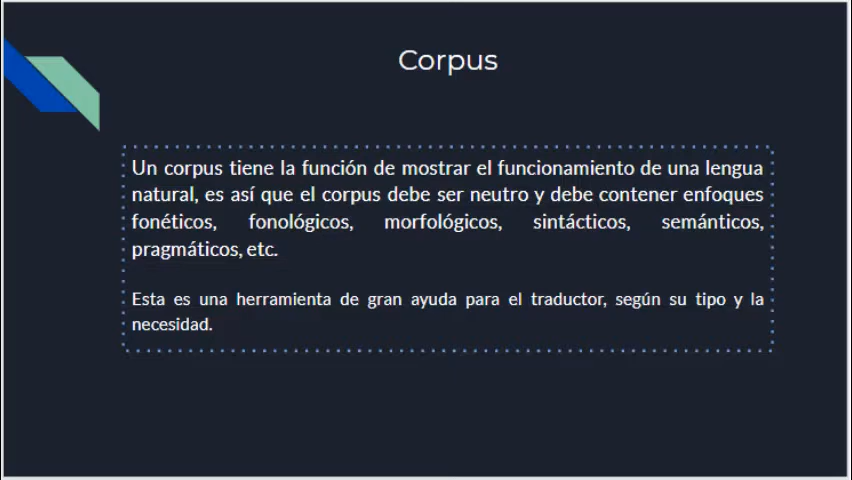 Corpus
Un corpus tiene la función de mostrar el funcionamiento de una lengua
natural, es así que el corpus debe ser neutro y debe contener enfoques
fonéticos, fonológicos, morfológicos, sintácticos, semánticos,
pragmáticos, etc.
Esta es una herramienta de gran ayuda para el traductor, según su tipo y la
necesidad.